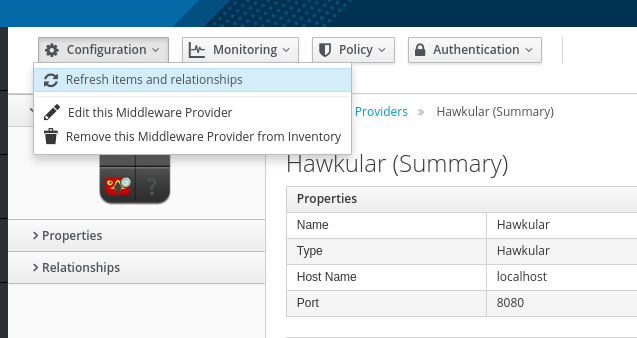 Configuration Monitoring Policy Authentication
Refresh items and relationships
Edit this Middleware Provider
Remove this Middleware Provider from Inventory
Providers » Hawkular (Summary)
?
Properties
Relationships
Hawkular (Summary)
Properties
Name Hawkular
Type Hawkular
Host Name localhost
Port 8080